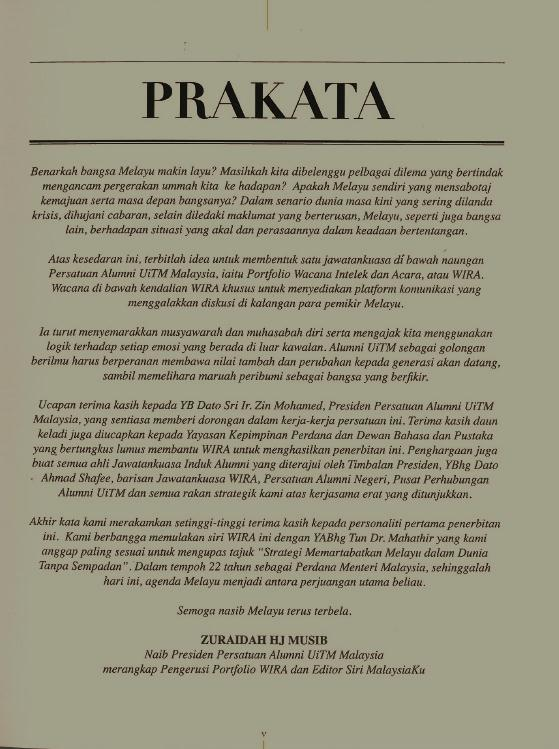 PRAKATA
Benarkah bangsa Melayu makin layu? Masihkah kita dibelenggu pelbagai dilema yang bertindak
mengancam pergerakan ummah kita ke hadapan? Apakah Melayu sendiri yang mensabotaj
kemajuan serta masa depan bangsanya? Dalam senario dunia masa kini yang sering dilanda
krisis, dihujani cabaran, selain diledaki maklumat yang berterusan, Melayu, seperti juga bangsa
lain, berhadapan situasi yang akal dan perasaannya dalam keadaan bertentangan.
Atas kesedaran ini, terbitlah idea untuk membentuk satu jawatankuasa di bawah naungan
Persatuan Alumni UiTM Malaysia, iaitu Portfolio Wacana Intelek dan Acara, atau WIRA.
Wacana di bawah kendalian WIRA khusus untuk menyediakan platform komunikasi yang
menggalakkan diskusi di kalangan para pemikir Melayu.
Ia turut menyemarakkan musyawarah dan muhasabah diri serta mengajak kita menggunakan
logik terhadap setiap emosi yang berada di luar kawalan. Alumni UiTM sebagai golongan
berilmu harus berperanan membawa nilai tambah dan perubahan kepada generasi akan datang,
sambil memelihara maruah peribumi sebagai bangsa yang berfikir.
Ucapan terima kasih kepada YB Dato Sri Ir. Zin Mohamed, Presiden Persatuan Alumni UiTM
Malaysia, yang sentiasa memberi dorongan dalam kerja-kerja persatuan ini. Terima kasih daun
keladi juga diucapkan kepada Yayasan Kepimpinan Perdana dan Dewan Bahasa dan Pustaka
yang bertungkus lumus membantu WIRA untuk menghasilkan penerbitan ini. Penghargaan juga
buat semua ahli Jawatankuasa Induk Alumni yang diterajui oleh Timbalan Presiden, YBhg Dato
Ahmad Shafee, barisan Jawatankuasa WIRA, Persatuan Alumni Negeri, Pusat Perhubungan
Alumni UiTM dan semua rakan strategik kami atas kerjasama erat yang ditunjukkan.
Akhir kata kami merakamkan setinggi-tinggi terima kasih kepada personaliti pertama penerbitan
ini. Kami berbangga memulakan siri WIRA ini dengan YABhg Tun Dr. Mahathir yang kami
anggap paling sesuai untuk mengupas tajuk "Strategi Memartabatkan Melayu dalam Dunia
Tanpa Sempadan". Dalam tempoh 22 tahun sebagai Perdana Menteri Malaysia, sehinggalah
hari ini, agenda Melayu menjadi antara perjuangan utama beliau.
Semoga nasib Melayu terus terbela.
ZURAIDAH HJ MUSIB
Naib Presiden Persatuan Alumni UiTM Malaysia
merangkap Pengerusi Portfolio WIRA dan Editor Siri MalaysiaKu
v